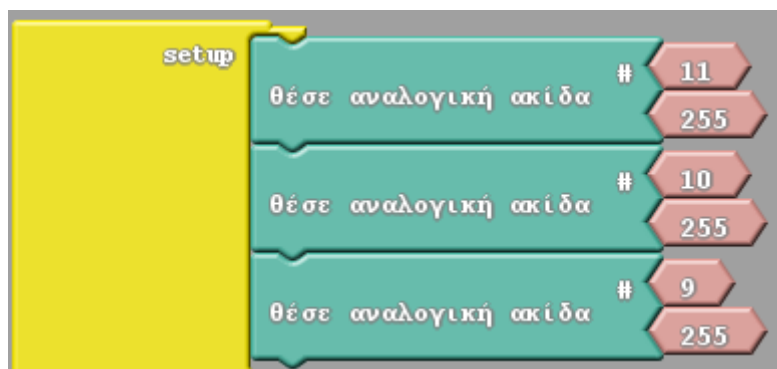 setup
# 11
θέσε αναλογική ακίδα
255
# 10
θέσε αναλογική ακίδα
255
# 9
θέσε αναλογική ακίδα
255